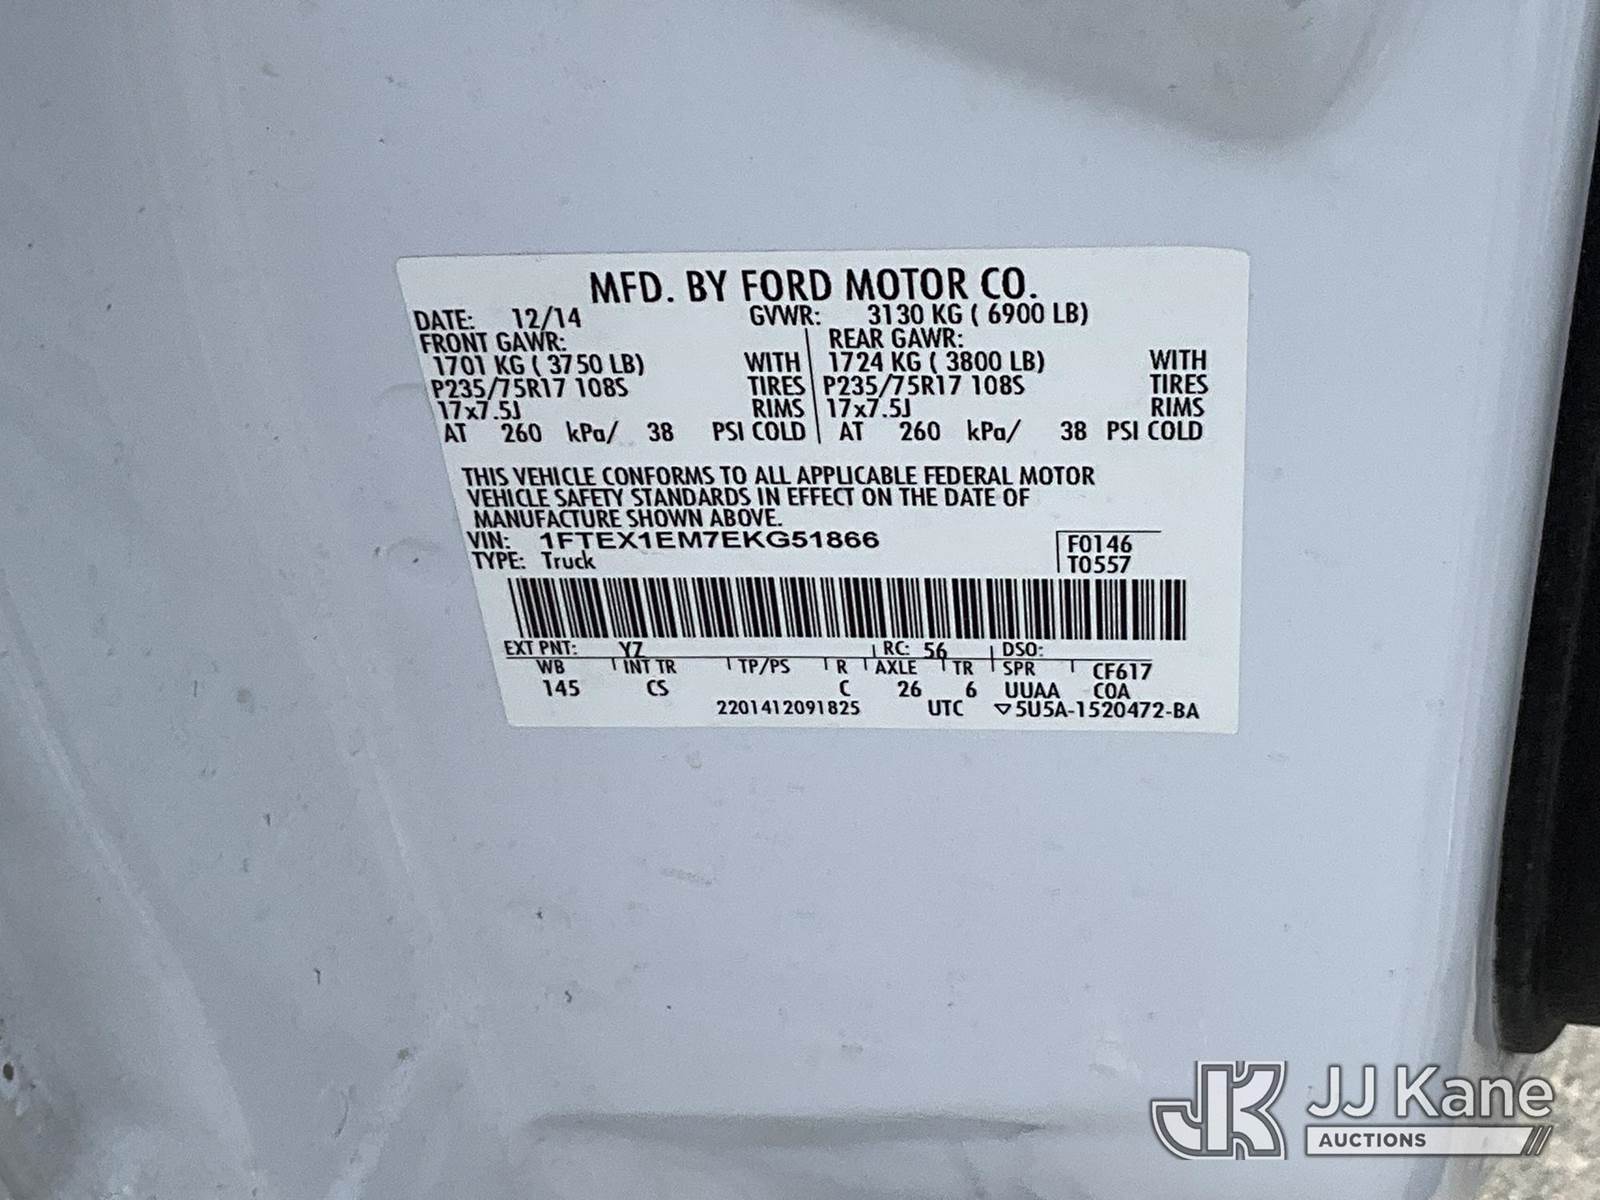 MFD. BY FORD MOTOR CO.
DATE: 12/14 GVWR: 3130 KG ( 6900 LB)
FRONT GAWR: REAR GAWR:
1701 KG ( 3750 LB) WITH 1724 KG ( 3800 LB) WITH
P235/75R17 108S TIRES P235/75R17 108S TIRES
17x7.5J RIMS 17x7.5J RIMS
AT 260 kPa/ 38 PSI COLD AT 260 kPa/ 38 PSI COLD
THIS VEHICLE CONFORMS TO ALL APPLICABLE FEDERAL MOTOR
VEHICLE SAFETY STANDARDS IN EFFECT ON THE DATE OF
MANUFACTURE SHOWN ABOVE.
VIN: 1FTEX1EM7EKG51866 F0146
TYPE: Truck T0557
EXT PNT: YZ RC: 56 DSO:
WB INT TR TP/PS R AXLE TR SPR CF617
145 CS C 26 6 UUAA COA
2201412091825 UTC ▽5U5A-1520472-BA
JK JJ Kane
AUCTIONS